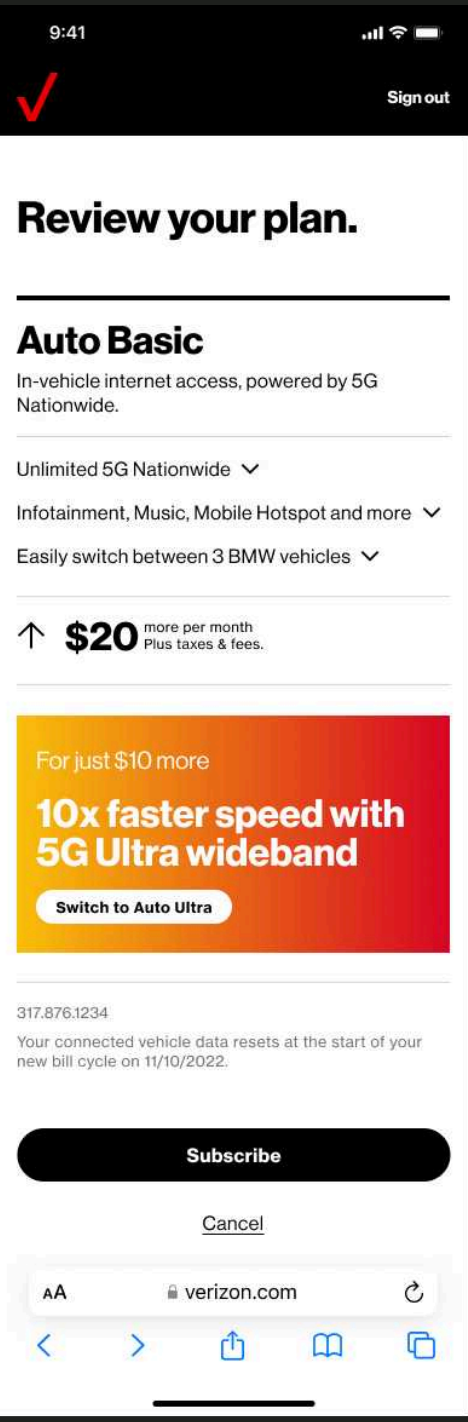 9:41
Sign out
Review your plan.
Auto Basic
In-vehicle internet access, powered by 5G
Nationwide.
Unlimited 5G Nationwide
Infotainment, Music, Mobile Hotspot and more
Easily switch between 3 BMW vehicles
$20 more per month
Plus taxes & fees.
For just $10 more
10x faster speed with
5G Ultra wideband
Switch to Auto Ultra
317.876.1234
Your connected vehicle data resets at the start of your
new bill cycle on 11/10/2022.
Subscribe
Cancel
AA verizon.com